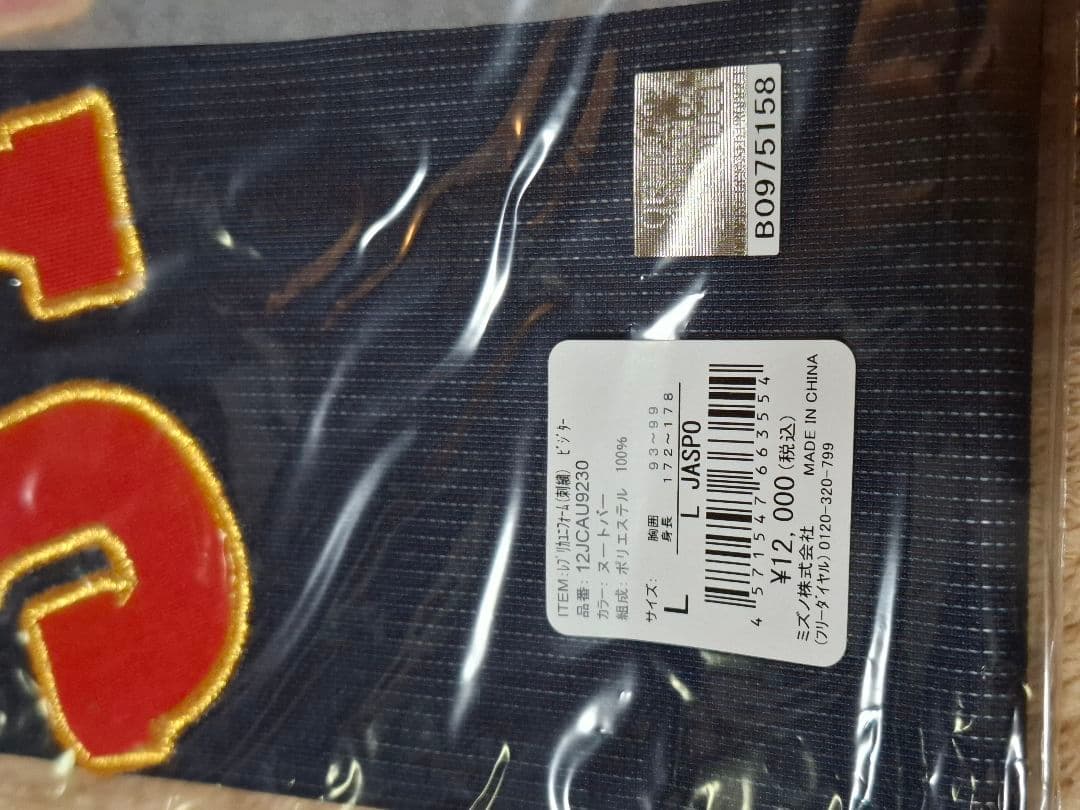 ITEM:ﾚﾌﾟﾘｶﾕﾆﾌｫｰﾑ(刺繍) ﾋﾞｼﾞﾀｰ
品番: 12JCAU9230
カラー: ヌートバー
組成: ポリエステル 100%
サイズ:
胸囲 93～99
身長 172～178
L
L JASPO
4 571547 663554
¥12,000(税込)
ミズノ株式会社 MADE IN CHINA
(フリーダイヤル)0120-320-799
B0975158